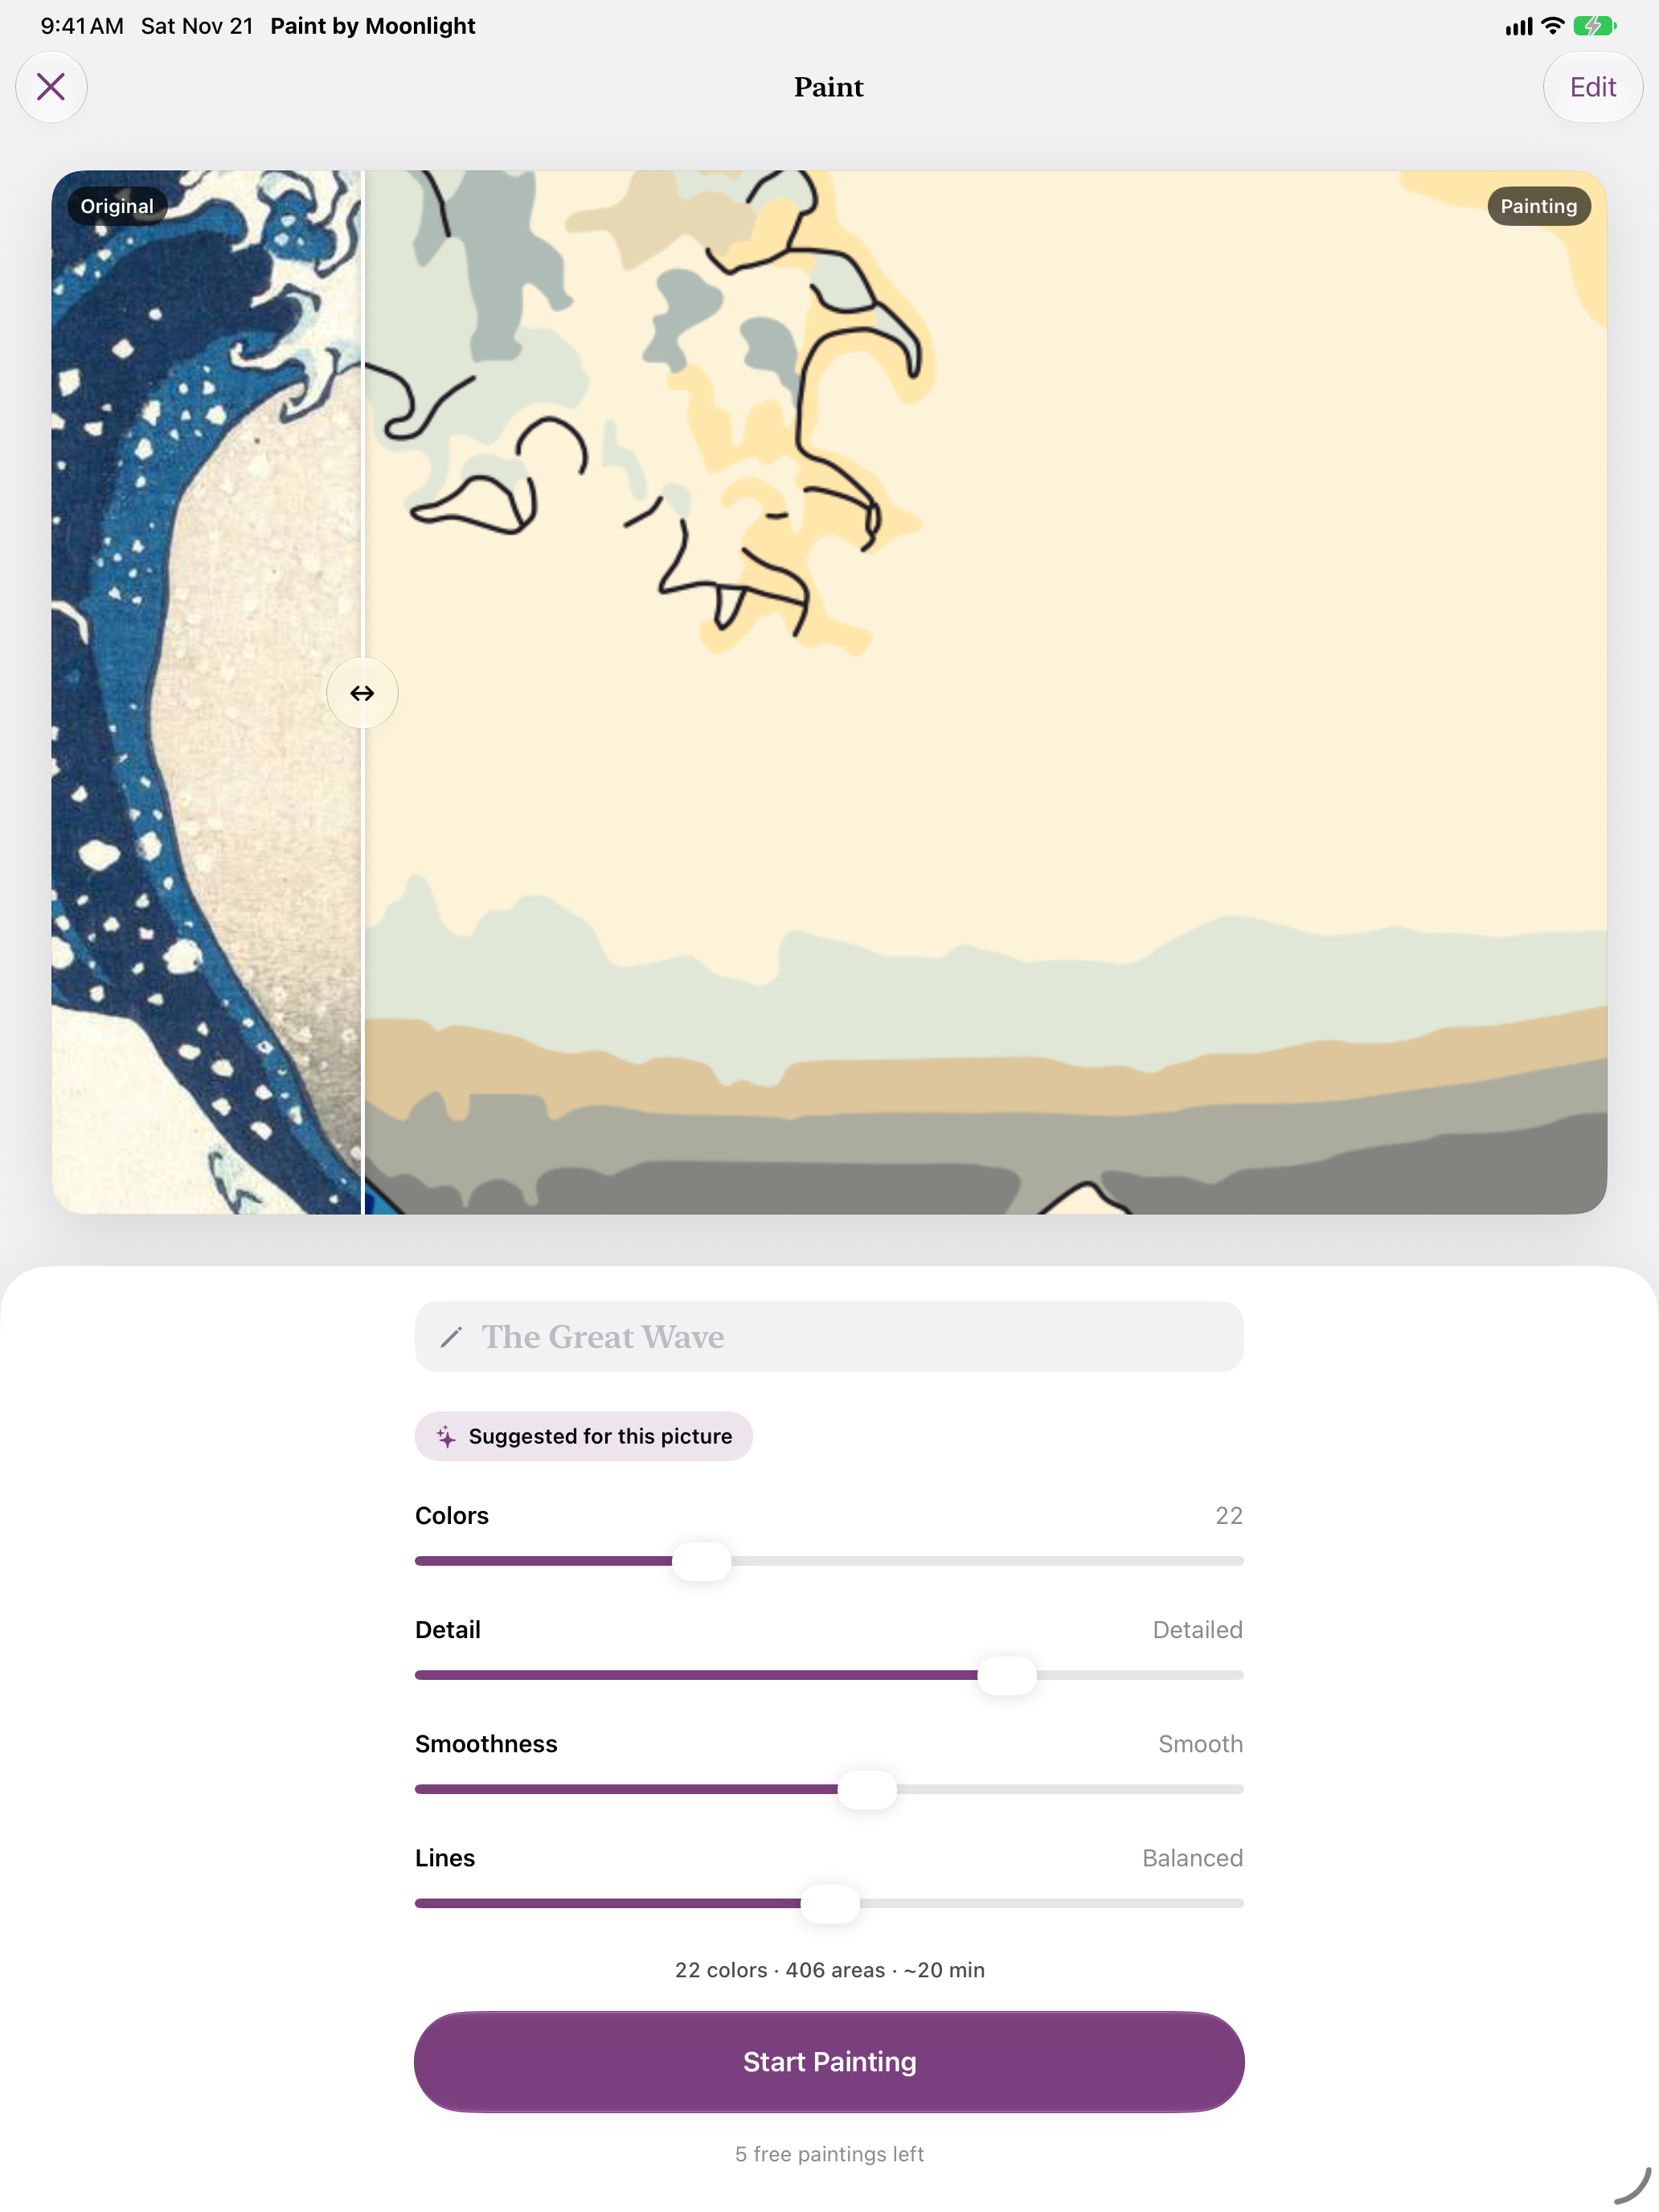 9:41 AM Sat Nov 21 Paint by Moonlight
Paint
Edit
Original
Painting
The Great Wave
Suggested for this picture
Colors 22
Detail Detailed
Smoothness Smooth
Lines Balanced
22 colors · 406 areas · ~20 min
Start Painting
5 free paintings left